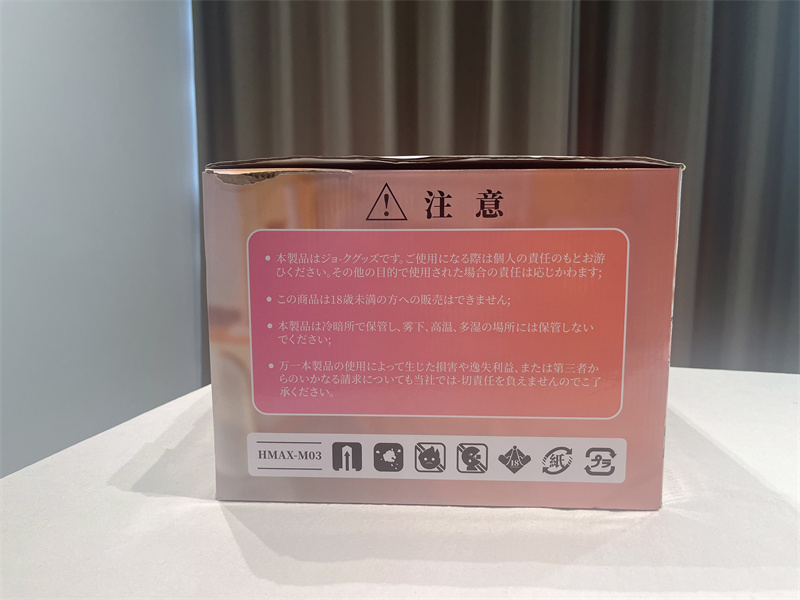 注意
● 本製品はジョークグッズです。ご使用になる際は個人の責任のもとお游
ひください。その他の目的で使用された場合の責任は応じかわます;
● この商品は18歳未満の方への販売はできません;
● 本製品は冷暗所で保管し、雾下、高温、多湿の場所には保管しない
でください;
● 万一本製品の使用によって生じた損害や逸失利益、または第三者か
らのいかなる請求についても当社では-切責任を負えませんのでご了
承ください。
HMAX-M03
18
紙
プラ